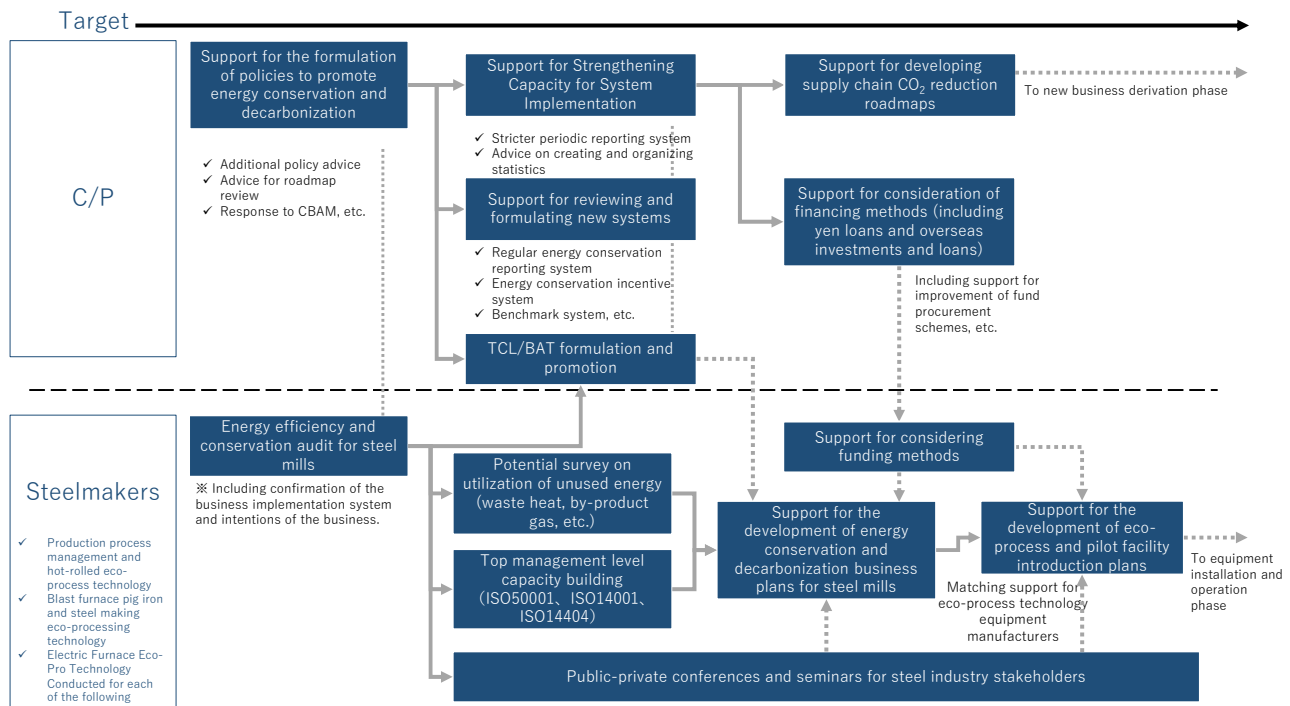 Target
C/P
Support for the formulation
of policies to promote
energy conservation and
decarbonization
✓ Additional policy advice
✓ Advice for roadmap
review
✓ Response to CBAM, etc.
Support for Strengthening
Capacity for System
Implementation
✓ Stricter periodic reporting system
✓ Advice on creating and organizing
statistics
Support for reviewing and
formulating new systems
✓ Regular energy conservation
reporting system
✓ Energy conservation incentive
system
✓ Benchmark system, etc.
TCL/BAT formulation and
promotion
Support for developing
supply chain CO₂ reduction
roadmaps
To new business derivation phase
Support for consideration of
financing methods (including
yen loans and overseas
investments and loans)
Including support for
improvement of fund
procurement
schemes, etc.
Steelmakers
✓ Production process
management and
hot-rolled eco-
process technology
✓ Blast furnace pig iron
and steel making
eco-processing
technology
✓ Electric Furnace Eco-
Pro Technology
Conducted for each
of the following
Energy efficiency and
conservation audit for steel
mills
※ Including confirmation of the
business implementation system
and intentions of the business.
Potential survey on
utilization of unused energy
(waste heat, by-product
gas, etc.)
Top management level
capacity building
(ISO50001、ISO14001、
ISO14404)
Support for considering
funding methods
Support for the
development of energy
conservation and
decarbonization business
plans for steel mills
Support for the
development of eco-
process and pilot facility
introduction plans
Matching support for
eco-process technology
equipment
manufacturers
To equipment
installation and
operation
phase
Public-private conferences and seminars for steel industry stakeholders